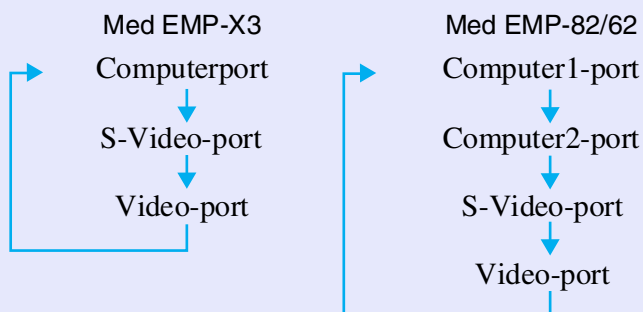 Med EMP-X3
Computerport
S-Video-port
Video-port
Med EMP-82/62
Computer1-port
Computer2-port
S-Video-port
Video-port